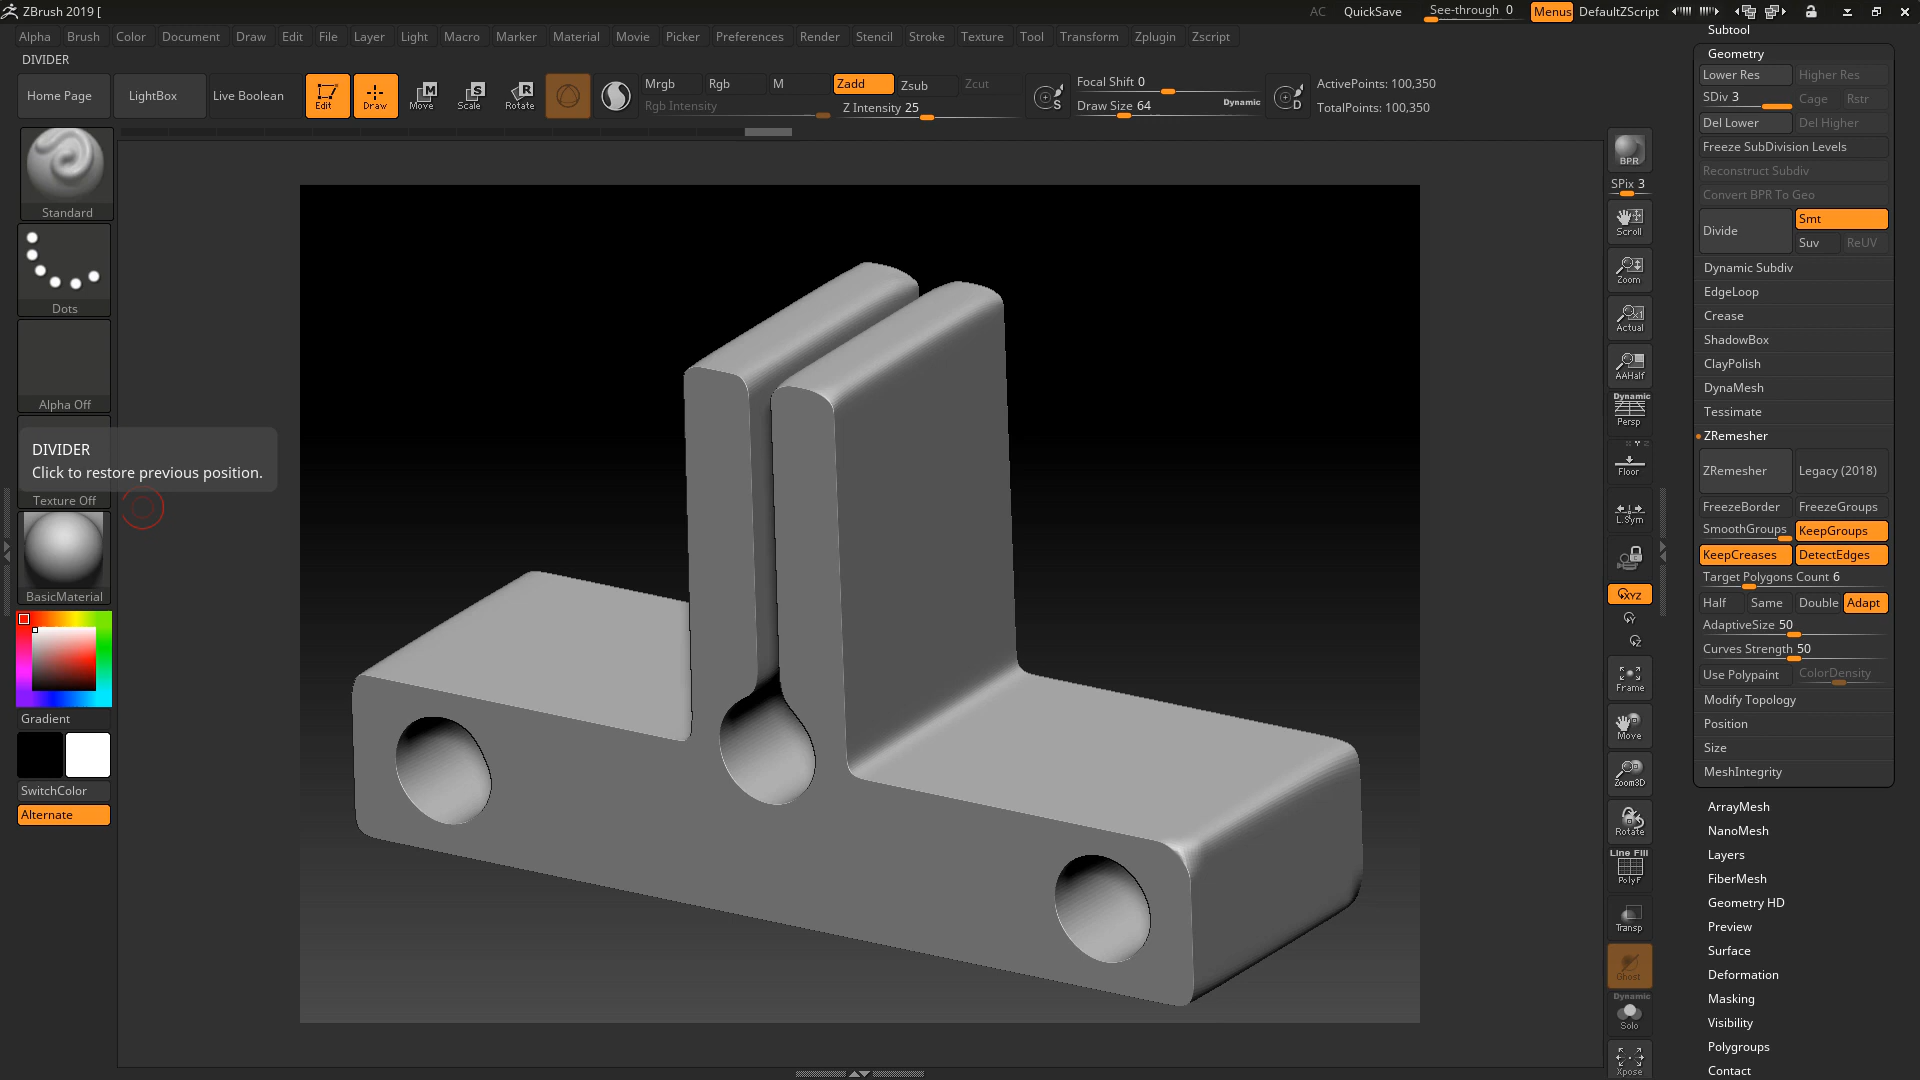 ZBrush 2019 [
AC
QuickSave
See-through 0
Menus
DefaultZScript
Alpha Brush Color Document Draw Edit File Layer Light Macro Marker Material Movie Picker Preferences Render Stencil Stroke Texture Tool Transform Zplugin Zscript
DIVIDER
Home Page
LightBox
Live Boolean
Edit
Draw
Move
Scale
Rotate
Mrgb Rgb M
Rgb Intensity
Zadd Zsub Zcut
Z Intensity 25
S
Focal Shift 0
Draw Size 64
Dynamic
D
ActivePoints: 100,350
TotalPoints: 100,350
Standard
Dots
Alpha Off
DIVIDER
Click to restore previous position.
Texture Off
BasicMaterial
Gradient
SwitchColor
Alternate
BPR
SPix 3
Scroll
Zoom
Actual
AAHalf
Dynamic
Persp
Floor
L.Sym
XYZ
Y
Z
Frame
Move
Zoom3D
Rotate
Line Fill
PolyF
Transp
Ghost
Dynamic
Solo
Xpose
Subtool
Geometry
Lower Res Higher Res
SDiv 3 Cage Rstr
Del Lower Del Higher
Freeze SubDivision Levels
Reconstruct Subdiv
Convert BPR To Geo
Divide Smt
Suv ReUV
Dynamic Subdiv
EdgeLoop
Crease
ShadowBox
ClayPolish
DynaMesh
Tessimate
ZRemesher
ZRemesher Legacy (2018)
FreezeBorder FreezeGroups
SmoothGroups KeepGroups
KeepCreases DetectEdges
Target Polygons Count 6
Half Same Double Adapt
AdaptiveSize 50
Curves Strength 50
Use Polypaint ColorDensity
Modify Topology
Position
Size
MeshIntegrity
ArrayMesh
NanoMesh
Layers
FiberMesh
Geometry HD
Preview
Surface
Deformation
Masking
Visibility
Polygroups
Contact